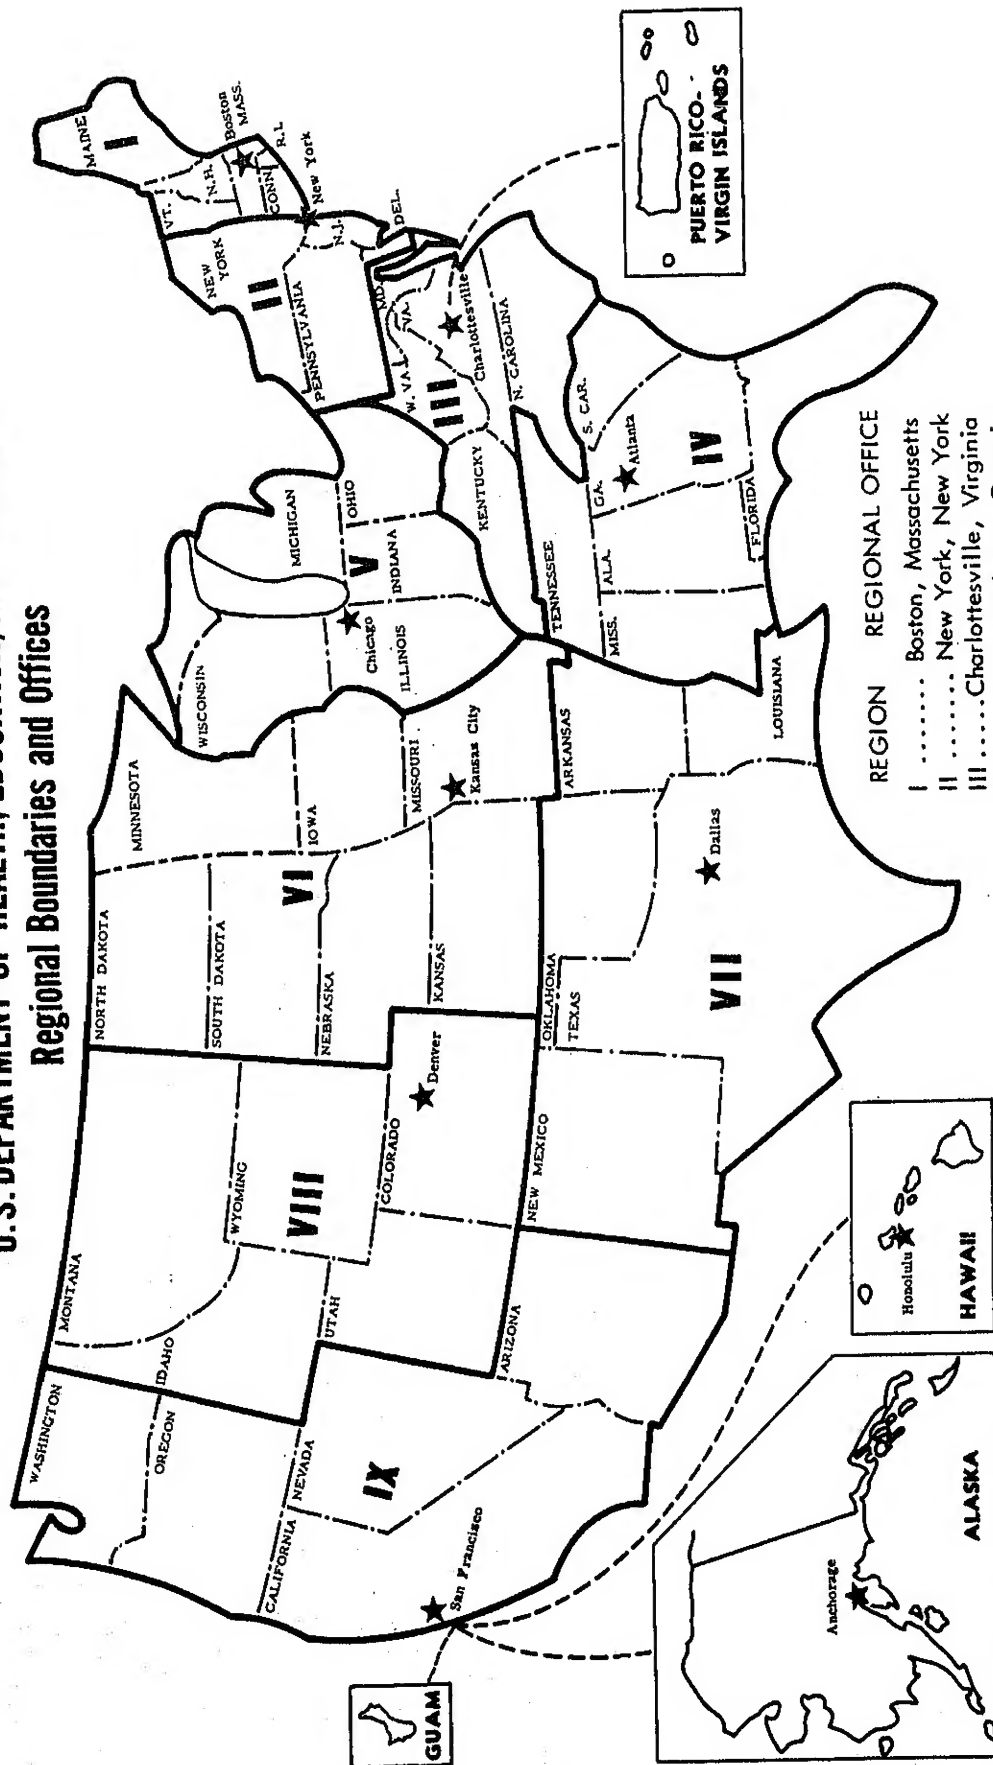 U.S. DEPARTMENT OF HEALTH,
Regional Boundaries and Offices
WASHINGTON
MONTANA
NORTH DAKOTA
MINNESOTA
MAINE
I
VT.
N.H.
Boston
MASS.
CONN.
R.I.
New York
NEW
YORK
II
PENNSYLVANIA
N.J.
DEL.
MD.
VA.
W. VA.
III
Charlottesville
N. CAROLINA
KENTUCKY
OREGON
IDAHO
WYOMING
SOUTH DAKOTA
WISCONSIN
MICHIGAN
OHIO
V
INDIANA
Chicago
ILLINOIS
CALIFORNIA
NEVADA
UTAH
VIII
NEBRASKA
VI
IOWA
MISSOURI
Kansas City
IX
COLORADO
Denver
KANSAS
San Francisco
ARIZONA
NEW MEXICO
OKLAHOMA
TEXAS
ARKANSAS
TENNESSEE
S. CAR.
MISS.
ALA.
GA.
Atlanta
IV
FLORIDA
VII
Dallas
LOUISIANA
GUAM
PUERTO RICO-
VIRGIN ISLANDS
Anchorage
ALASKA
Honolulu
HAWAII
REGION REGIONAL OFFICE
I ....... Boston, Massachusetts
II ....... New York, New York
III .....Charlottesville, Virginia